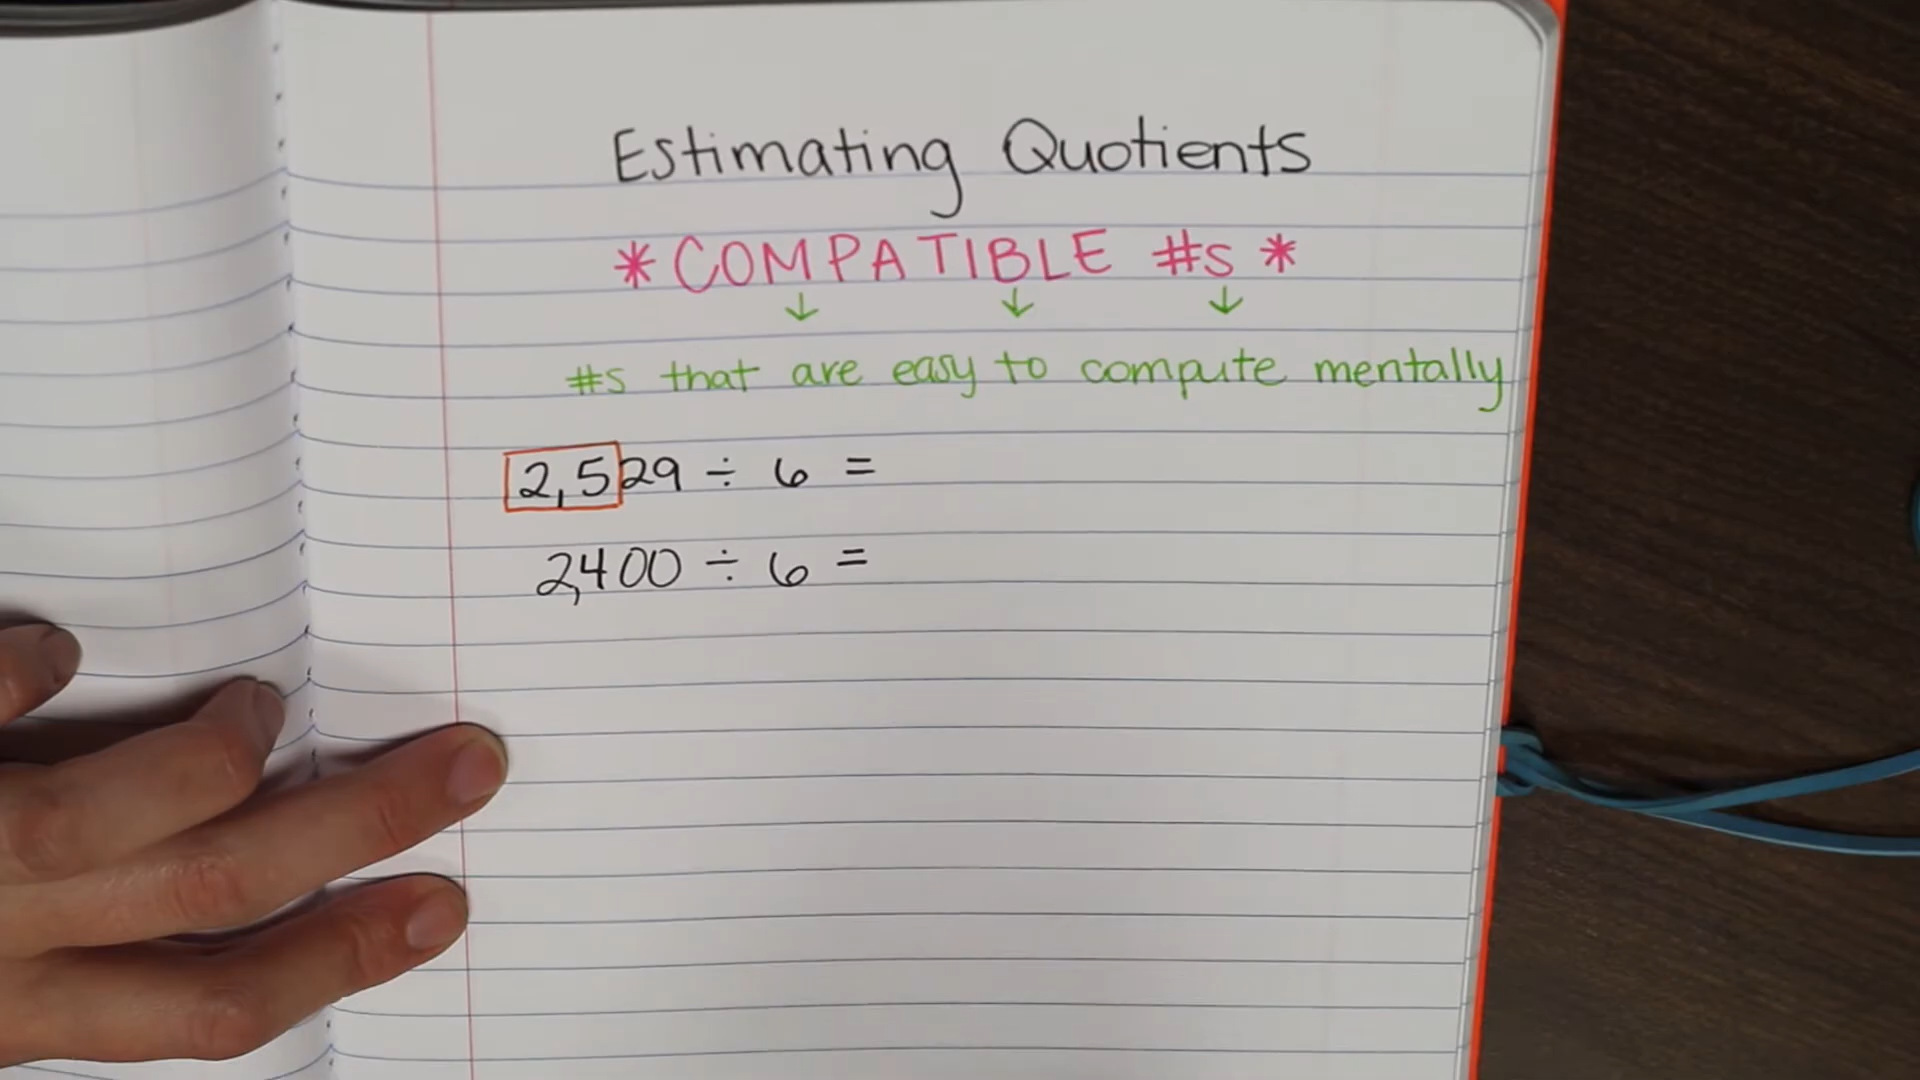 Estimating Quotients
*COMPATIBLE #s*
↓ ↓ ↓
#s that are easy to compute mentally
2,529 ÷ 6 =
2,400 ÷ 6 =